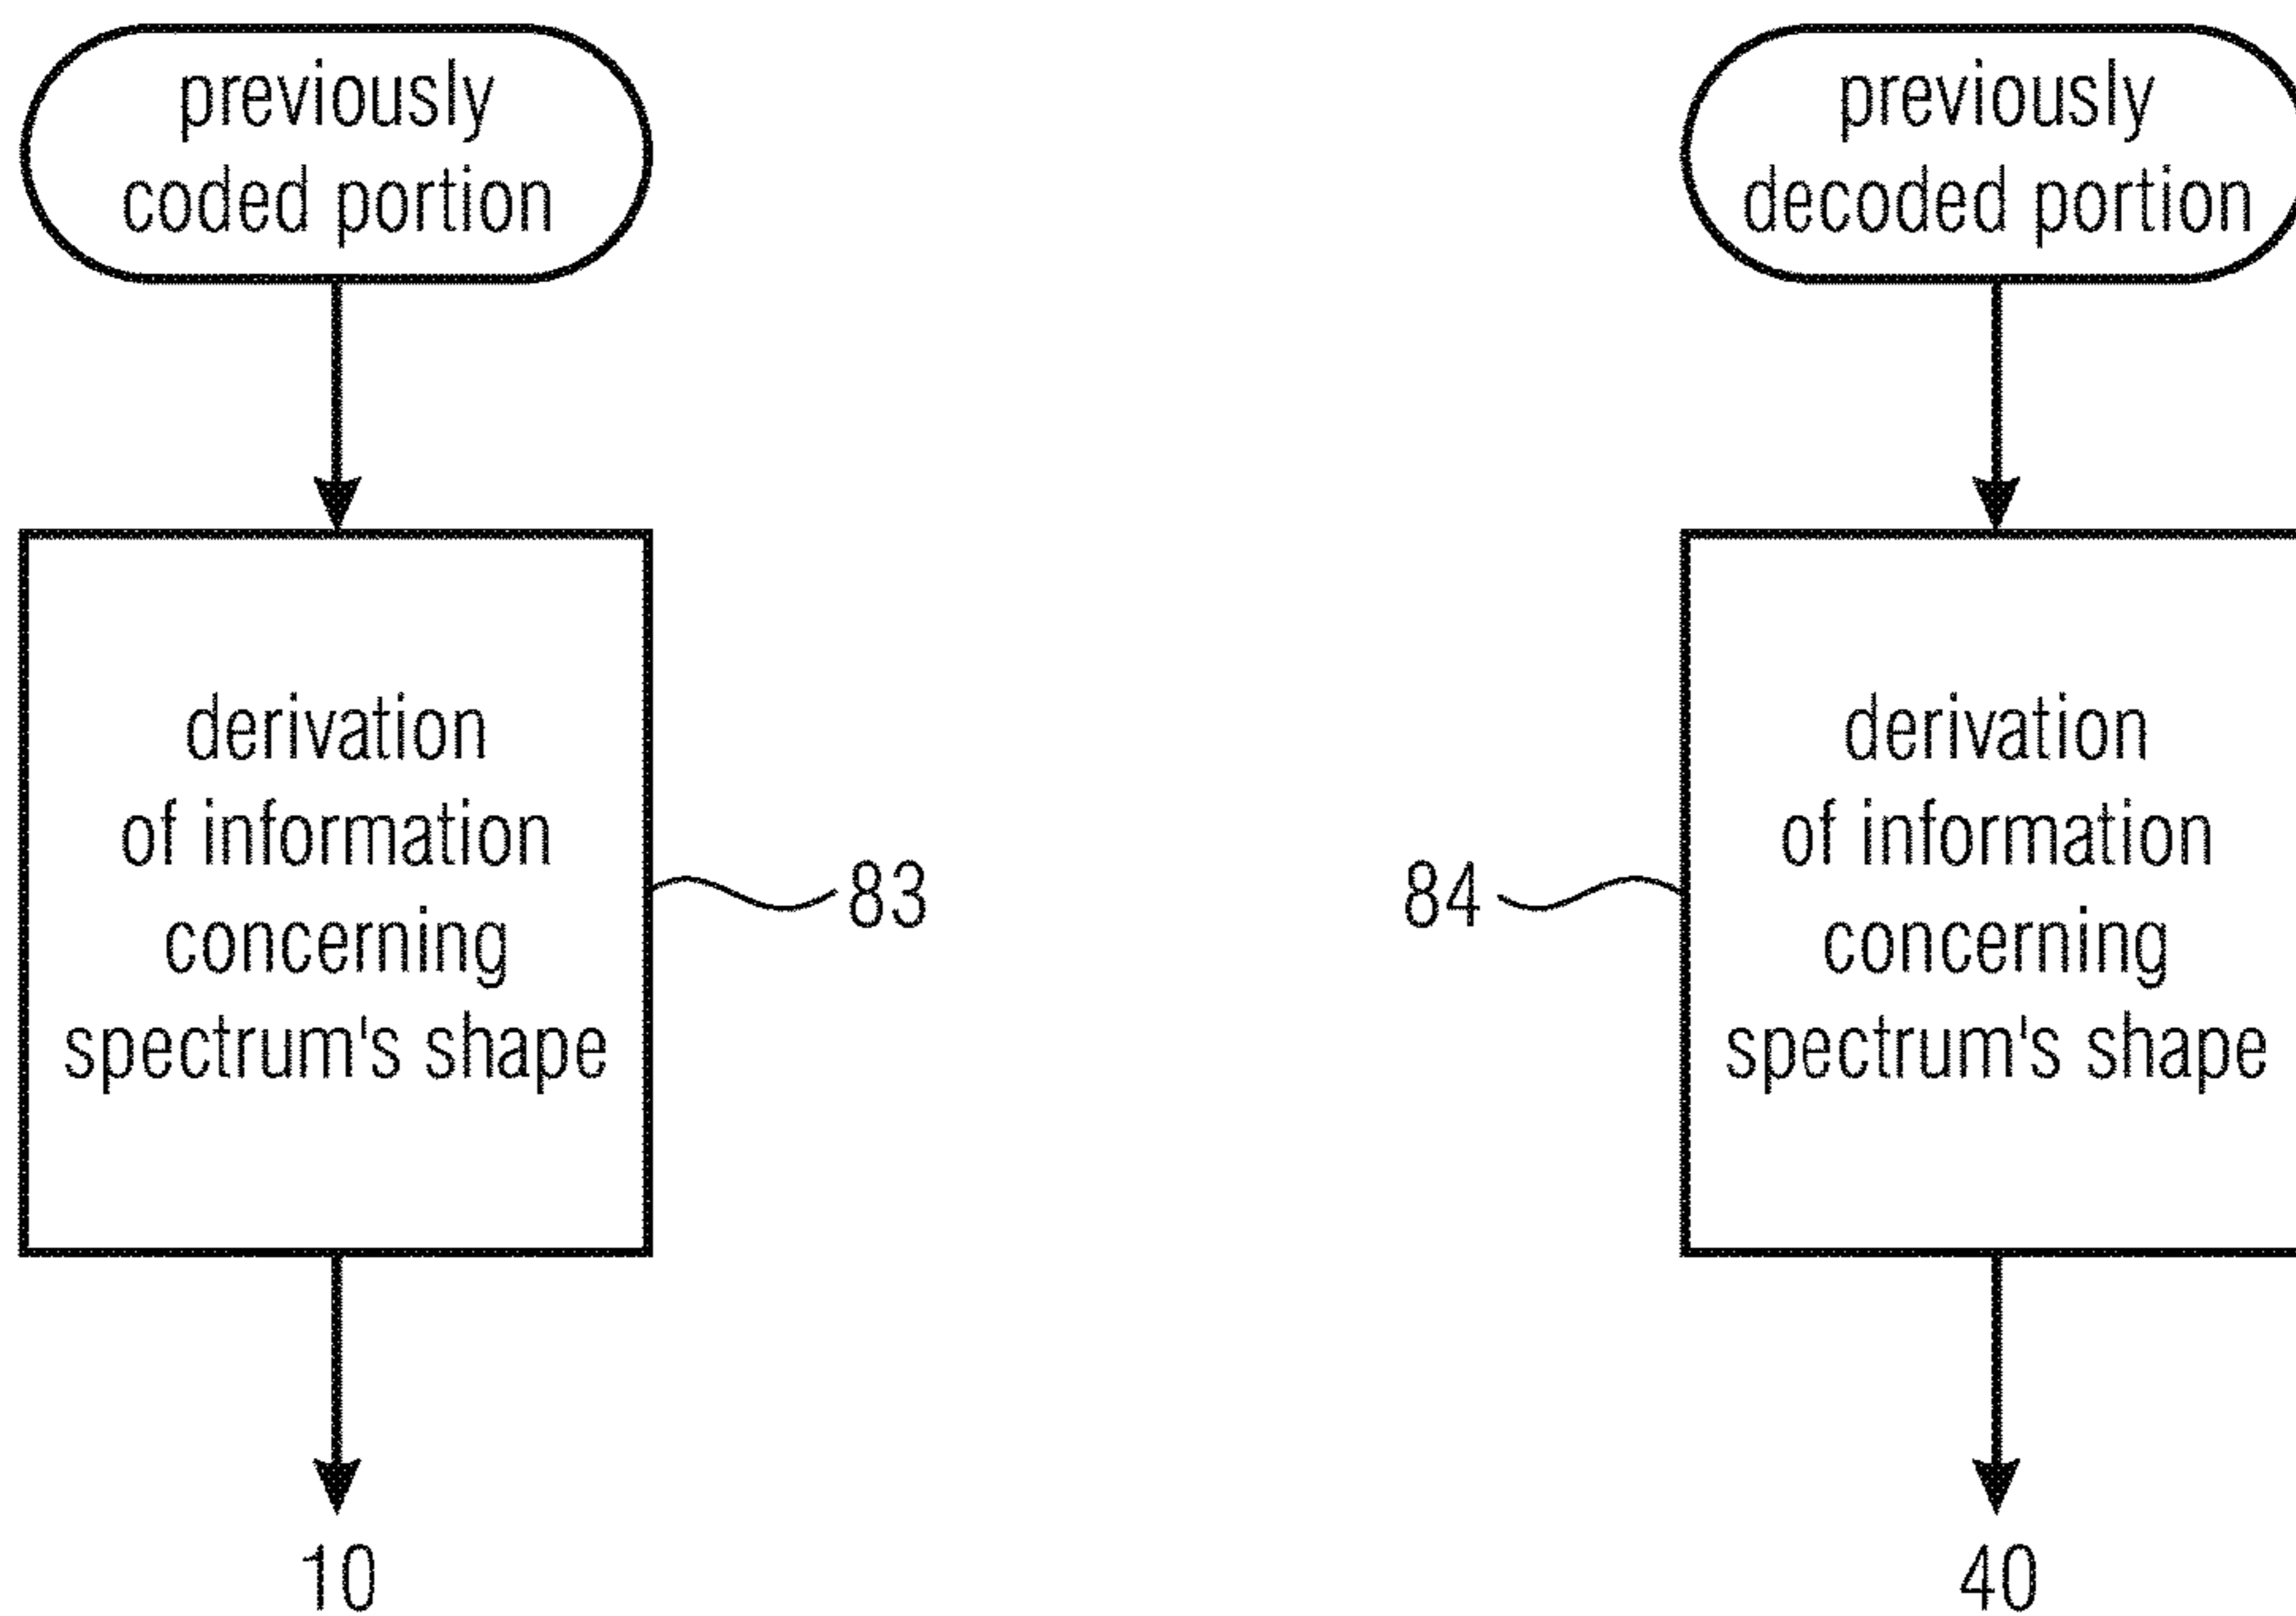 previously
coded portion
derivation
of information
concerning
spectrum's shape
83
10
previously
decoded portion
derivation
of information
concerning
spectrum's shape
84
40